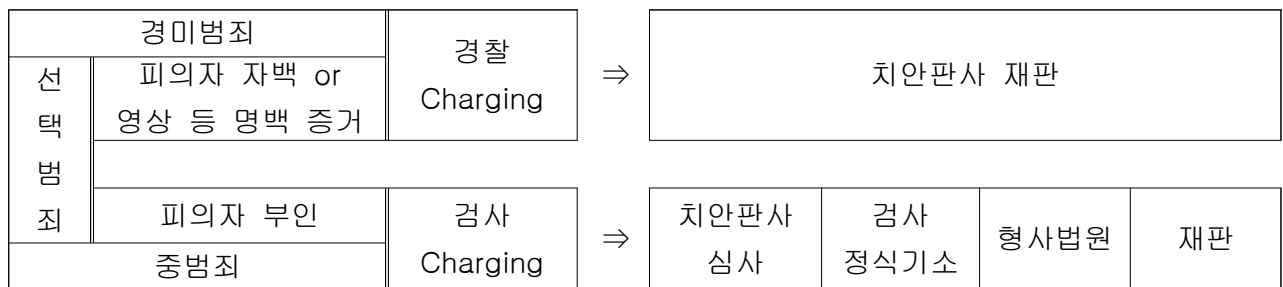 경미범죄
경찰
Charging
⇒
치안판사 재판
선
택
범
죄
피의자 자백 or
영상 등 명백 증거
피의자 부인
검사
Charging
⇒
치안판사
심사
검사
정식기소
형사법원
재판
중범죄